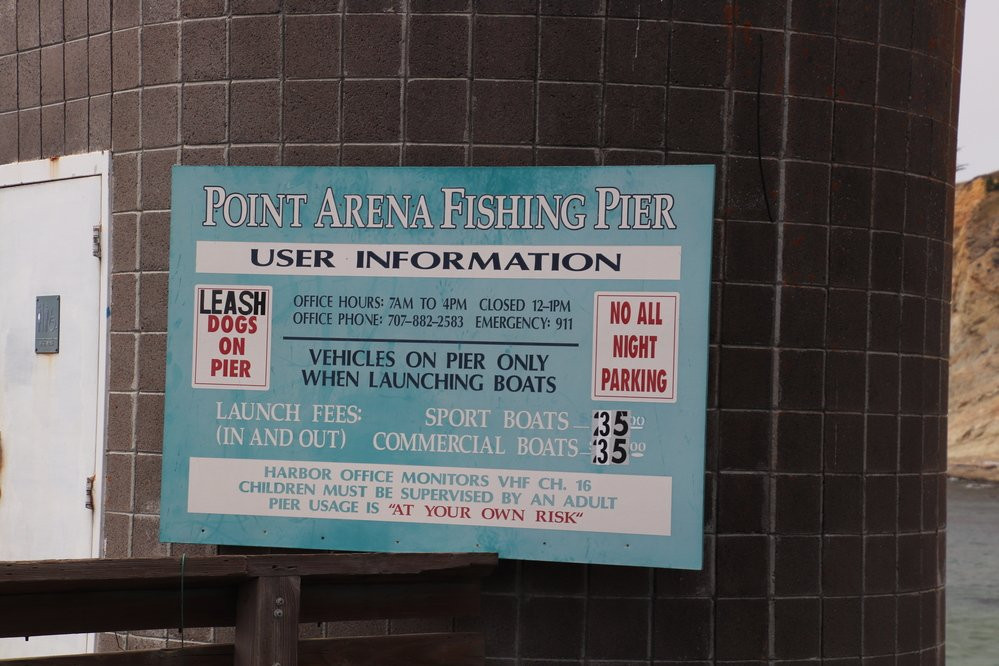 POINT ARENA FISHING PIER
USER INFORMATION
LEASH
DOGS
ON
PIER
OFFICE HOURS: 7AM TO 4PM CLOSED 12–1PM
OFFICE PHONE: 707–882–2583 EMERGENCY: 911
VEHICLES ON PIER ONLY
WHEN LAUNCHING BOATS
NO ALL
NIGHT
PARKING
LAUNCH FEES: SPORT BOATS 35 00
(IN AND OUT) COMMERCIAL BOATS 35 00
HARBOR OFFICE MONITORS VHF CH. 16
CHILDREN MUST BE SUPERVISED BY AN ADULT
PIER USAGE IS "AT YOUR OWN RISK"